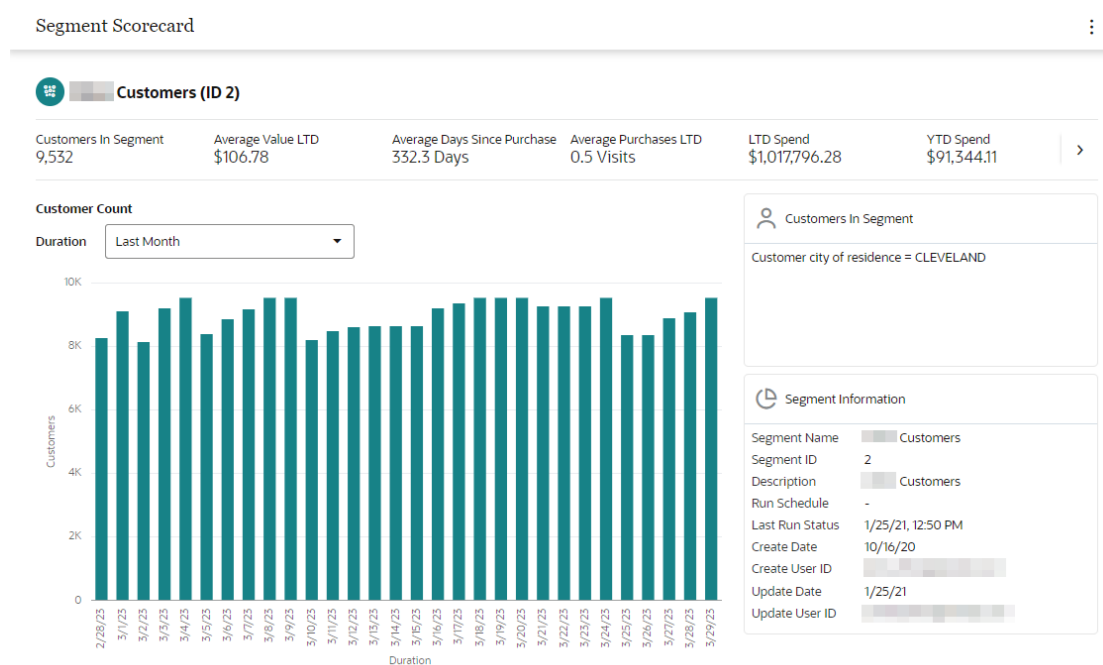 Segment Scorecard
Customers (ID 2)
Customers In Segment
9,532
Average Value LTD
$106.78
Average Days Since Purchase
332.3 Days
Average Purchases LTD
0.5 Visits
LTD Spend
$1,017,796.28
YTD Spend
$91,344.11
Customer Count
Duration Last Month
10K
8K
6K
4K
2K
0
Customers
2/28/23
3/1/23
3/2/23
3/3/23
3/4/23
3/5/23
3/6/23
3/7/23
3/8/23
3/9/23
3/10/23
3/11/23
3/12/23
3/13/23
3/14/23
3/15/23
3/16/23
3/17/23
3/18/23
3/19/23
3/20/23
3/21/23
3/22/23
3/23/23
3/24/23
3/25/23
3/26/23
3/27/23
3/28/23
3/29/23
Duration
Customers In Segment
Customer city of residence = CLEVELAND
Segment Information
Segment Name Customers
Segment ID 2
Description Customers
Run Schedule -
Last Run Status 1/25/21, 12:50 PM
Create Date 10/16/20
Create User ID
Update Date 1/25/21
Update User ID